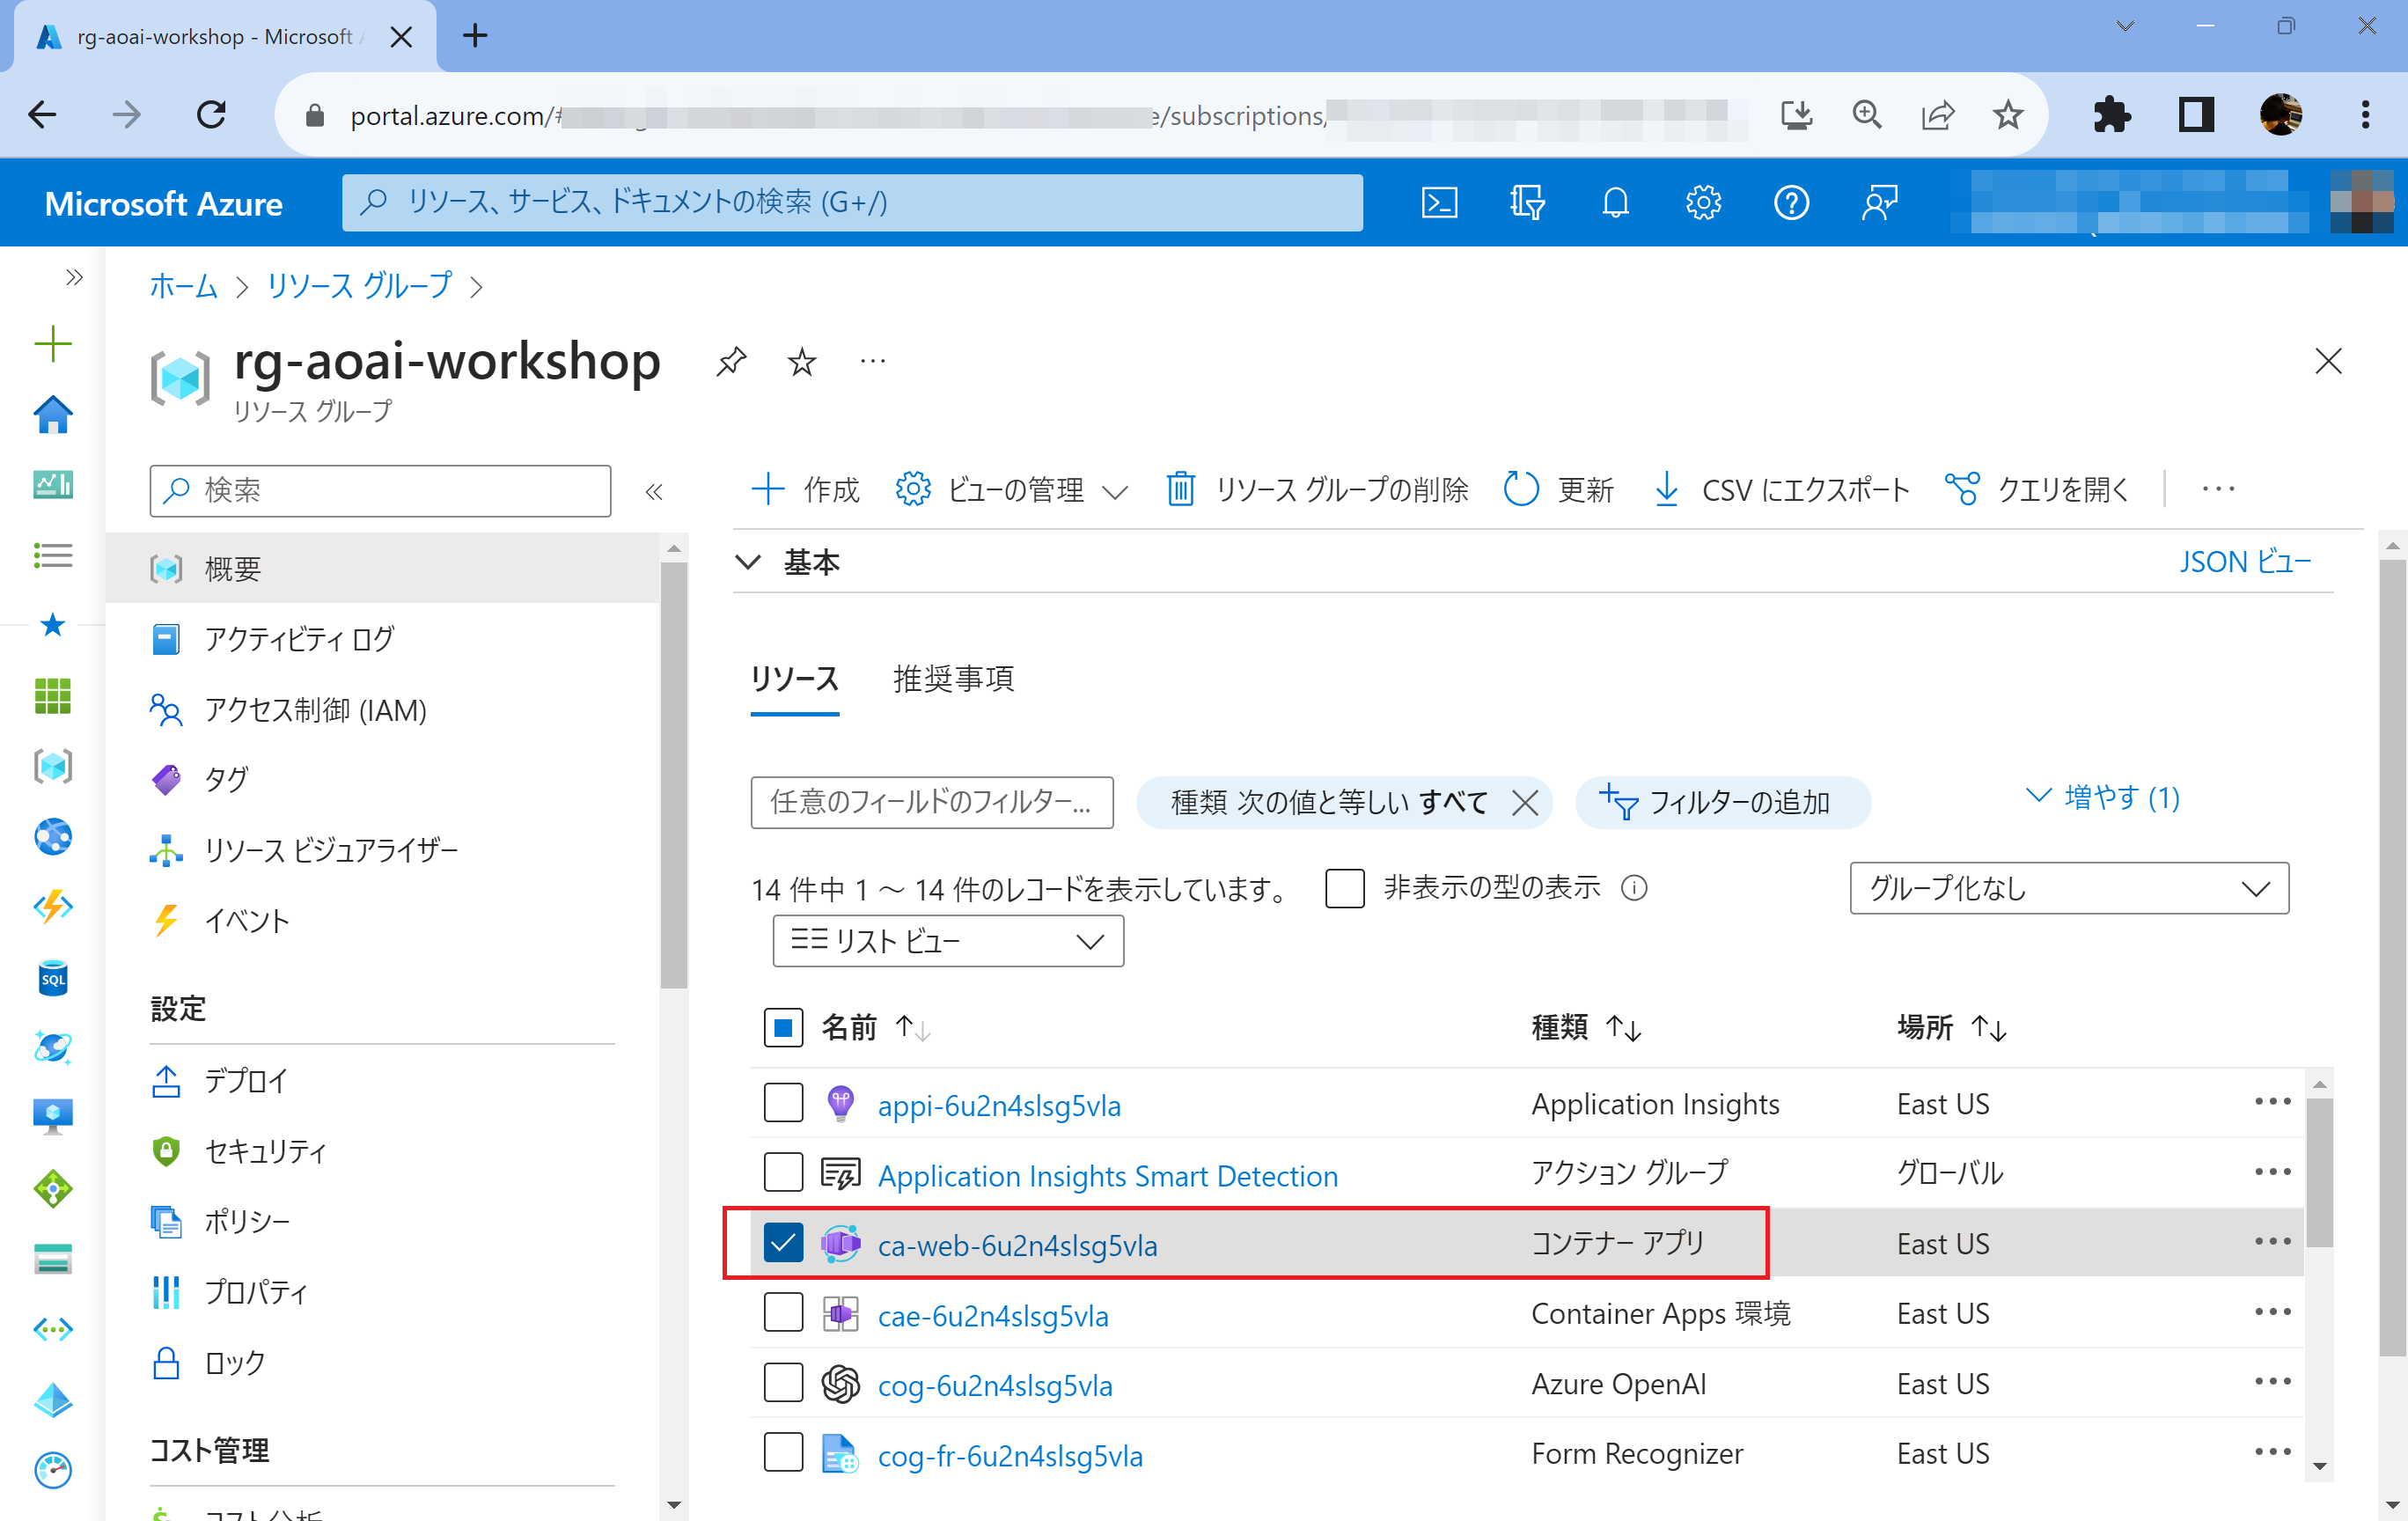 rg-aoai-workshop - Microsoft
portal.azure.com/#
e/subscriptions/
Microsoft Azure
リソース、サービス、ドキュメントの検索 (G+/)
ホーム > リソース グループ >
rg-aoai-workshop
リソース グループ
検索
作成
ビューの管理
リソース グループの削除
更新
CSV にエクスポート
クエリを開く
概要
アクティビティ ログ
アクセス制御 (IAM)
タグ
リソース ビジュアライザー
イベント
設定
デプロイ
セキュリティ
ポリシー
プロパティ
ロック
コスト管理
コスト分析
SQL
基本
JSON ビュー
リソース
推奨事項
任意のフィールドのフィルター...
種類 次の値と等しい すべて
フィルターの追加
増やす (1)
14 件中 1 ～ 14 件のレコードを表示しています。
非表示の型の表示
グループ化なし
リスト ビュー
名前 種類 場所
appi-6u2n4slsg5vla Application Insights East US
Application Insights Smart Detection アクション グループ グローバル
ca-web-6u2n4slsg5vla コンテナー アプリ East US
cae-6u2n4slsg5vla Container Apps 環境 East US
cog-6u2n4slsg5vla Azure OpenAI East US
cog-fr-6u2n4slsg5vla Form Recognizer East US